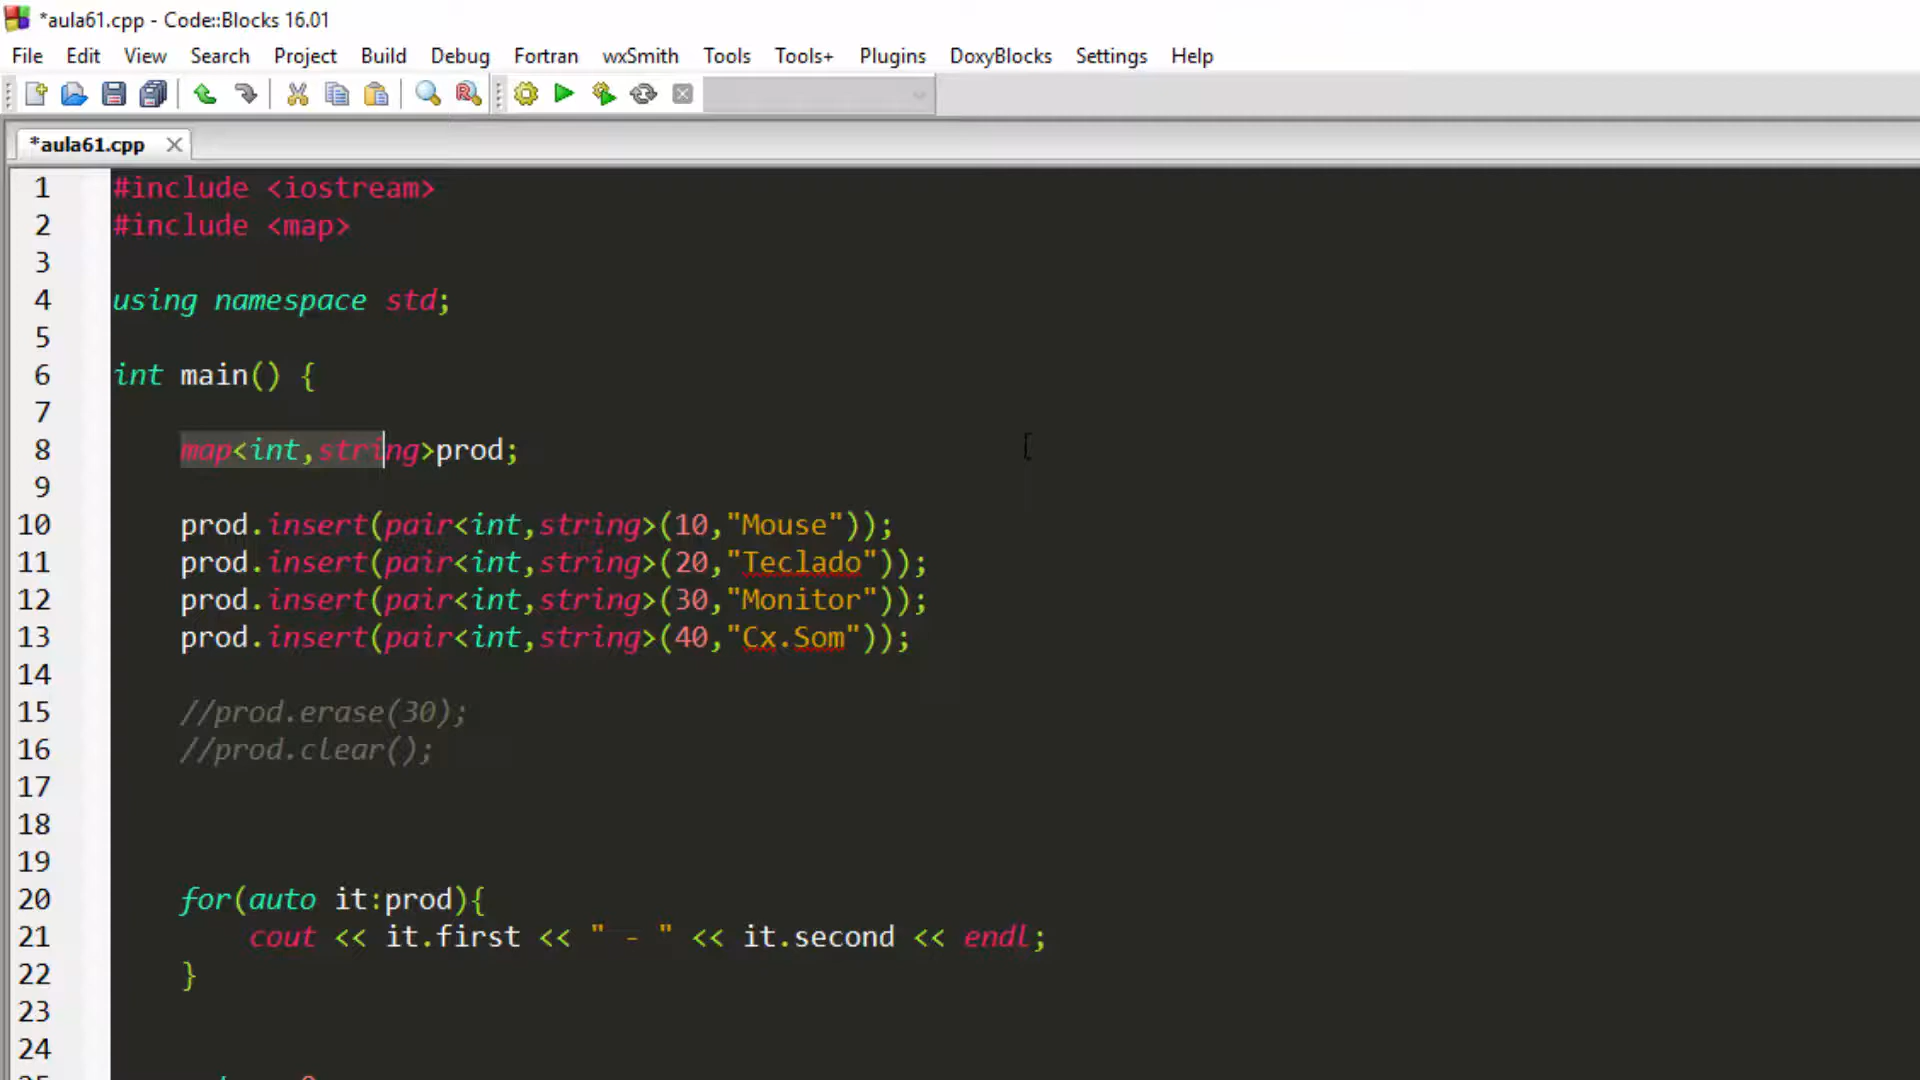 *aula61.cpp - Code::Blocks 16.01
File Edit View Search Project Build Debug Fortran wxSmith Tools Tools+ Plugins DoxyBlocks Settings Help
*aula61.cpp
1 #include <iostream>
2 #include <map>
3
4 using namespace std;
5
6 int main() {
7
8 map<int,string>prod;
9
10 prod.insert(pair<int,string>(10,"Mouse"));
11 prod.insert(pair<int,string>(20,"Teclado"));
12 prod.insert(pair<int,string>(30,"Monitor"));
13 prod.insert(pair<int,string>(40,"Cx.Som"));
14
15 //prod.erase(30);
16 //prod.clear();
17
18
19
20 for(auto it:prod){
21 cout << it.first << " - " << it.second << endl;
22 }
23
24